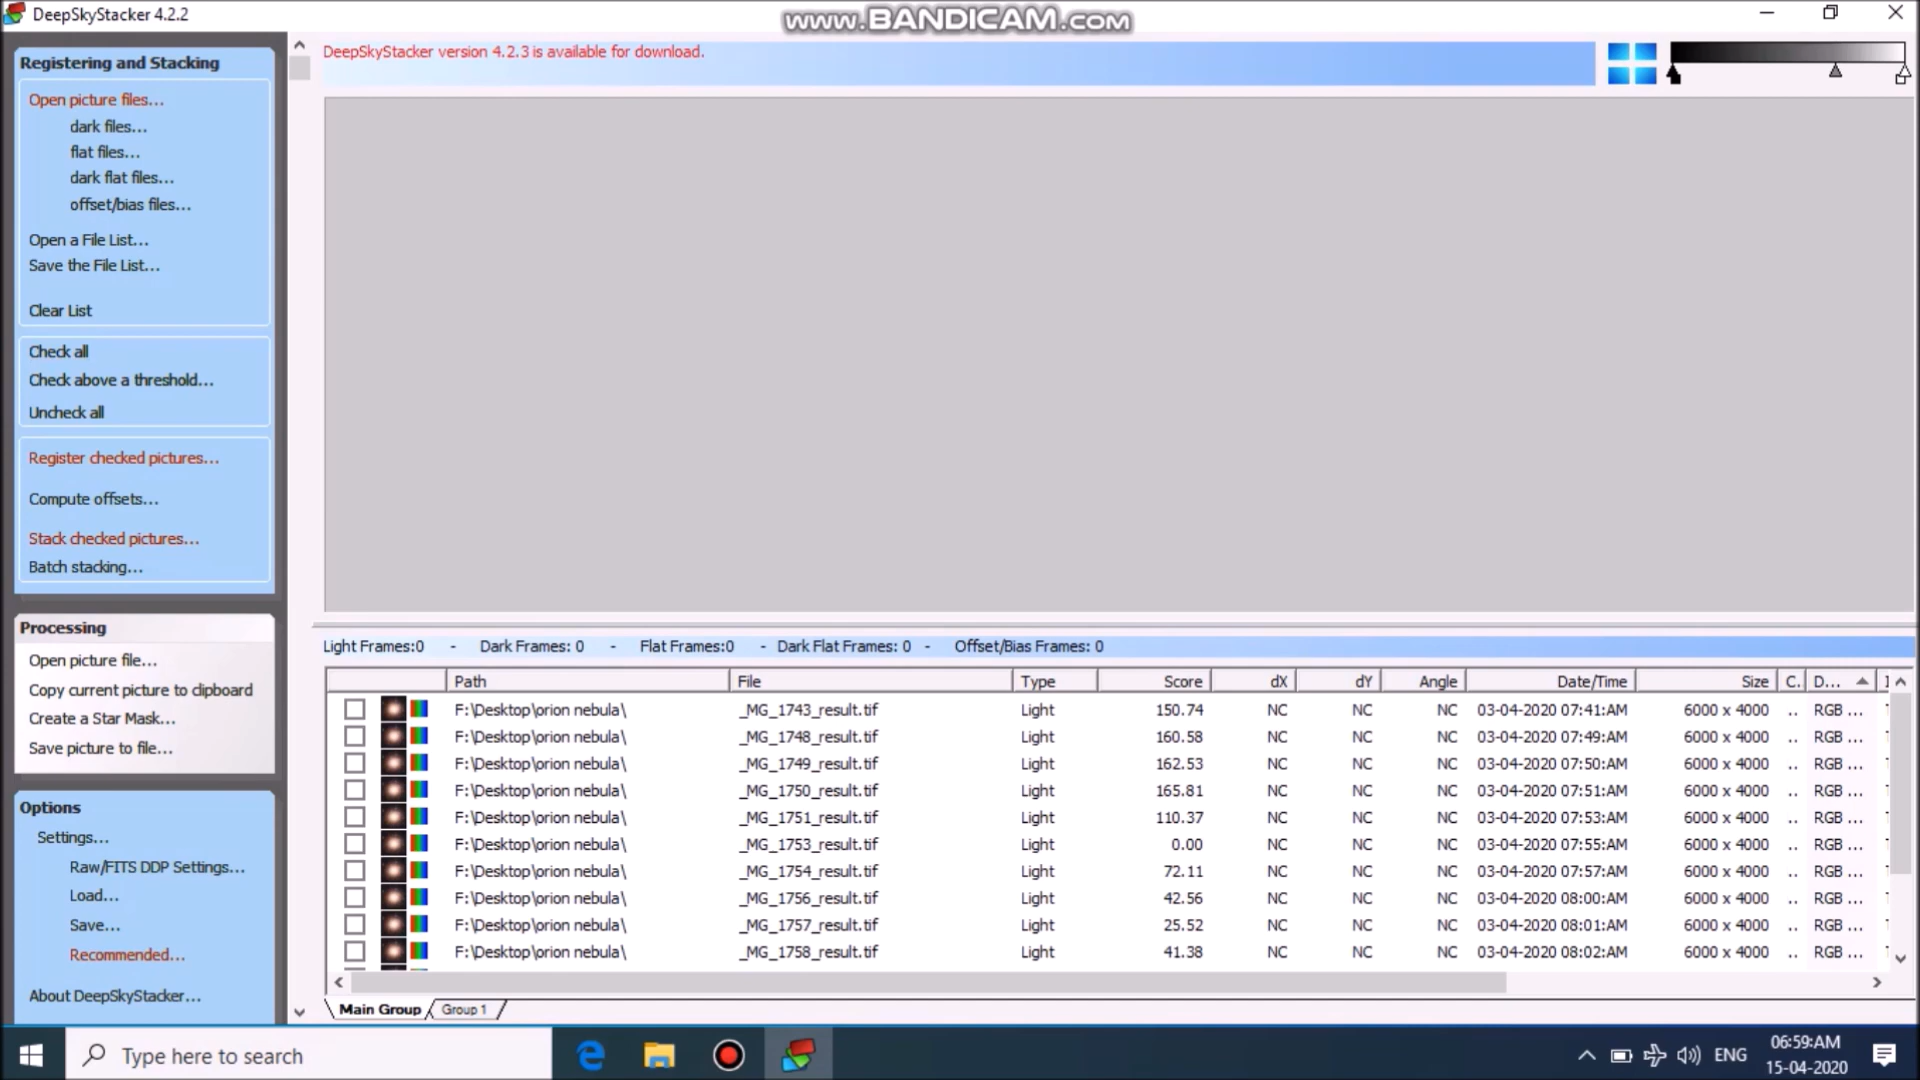 DeepSkyStacker 4.2.2
www.BANDICAM.com
Registering and Stacking
Open picture files...
dark files...
flat files...
dark flat files...
offset/bias files...
Open a File List...
Save the File List...
Clear List
Check all
Check above a threshold...
Uncheck all
Register checked pictures...
Compute offsets...
Stack checked pictures...
Batch stacking...
Processing
Open picture file...
Copy current picture to clipboard
Create a Star Mask...
Save picture to file...
Options
Settings...
Raw/FITS DDP Settings...
Load...
Save...
Recommended...
About DeepSkyStacker...
DeepSkyStacker version 4.2.3 is available for download.
Light Frames:0 - Dark Frames: 0 - Flat Frames:0 - Dark Flat Frames: 0 - Offset/Bias Frames: 0
Path File Type Score dX dY Angle Date/Time Size C. D...
F:\Desktop\orion nebula\ _MG_1743_result.tif Light 150.74 NC NC NC 03-04-2020 07:41:AM 6000 x 4000 .. RGB ...
F:\Desktop\orion nebula\ _MG_1748_result.tif Light 160.58 NC NC NC 03-04-2020 07:49:AM 6000 x 4000 .. RGB ...
F:\Desktop\orion nebula\ _MG_1749_result.tif Light 162.53 NC NC NC 03-04-2020 07:50:AM 6000 x 4000 .. RGB ...
F:\Desktop\orion nebula\ _MG_1750_result.tif Light 165.81 NC NC NC 03-04-2020 07:51:AM 6000 x 4000 .. RGB ...
F:\Desktop\orion nebula\ _MG_1751_result.tif Light 110.37 NC NC NC 03-04-2020 07:53:AM 6000 x 4000 .. RGB ...
F:\Desktop\orion nebula\ _MG_1753_result.tif Light 0.00 NC NC NC 03-04-2020 07:55:AM 6000 x 4000 .. RGB ...
F:\Desktop\orion nebula\ _MG_1754_result.tif Light 72.11 NC NC NC 03-04-2020 07:57:AM 6000 x 4000 .. RGB ...
F:\Desktop\orion nebula\ _MG_1756_result.tif Light 42.56 NC NC NC 03-04-2020 08:00:AM 6000 x 4000 .. RGB ...
F:\Desktop\orion nebula\ _MG_1757_result.tif Light 25.52 NC NC NC 03-04-2020 08:01:AM 6000 x 4000 .. RGB ...
F:\Desktop\orion nebula\ _MG_1758_result.tif Light 41.38 NC NC NC 03-04-2020 08:02:AM 6000 x 4000 .. RGB ...
Main Group Group 1
Type here to search
ENG
06:59:AM
15-04-2020